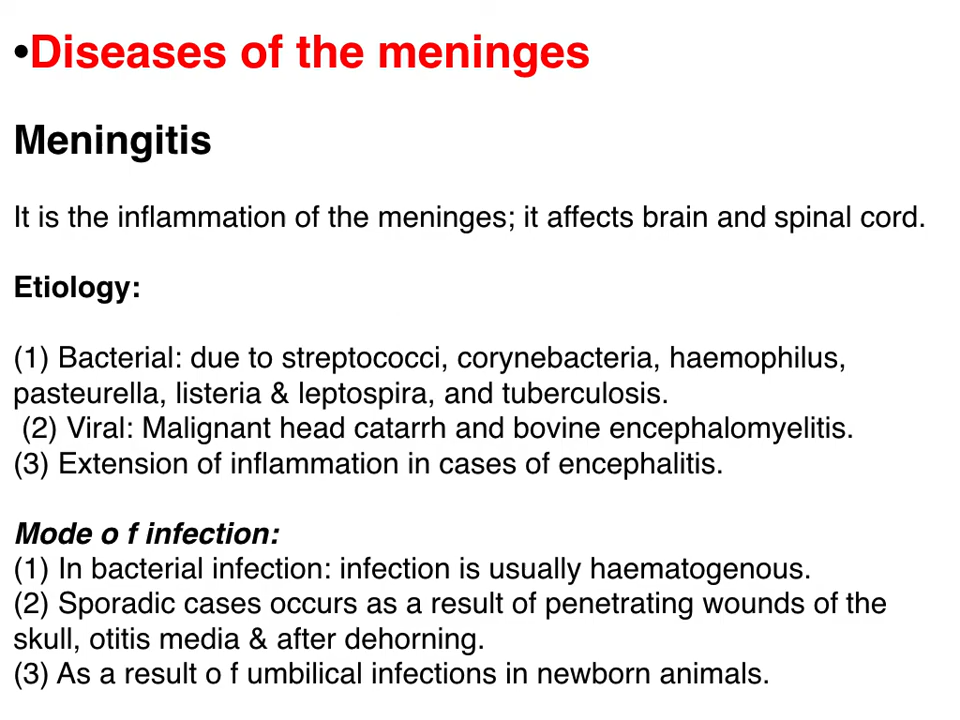 •Diseases of the meninges
Meningitis
It is the inflammation of the meninges; it affects brain and spinal cord.
Etiology:
(1) Bacterial: due to streptococci, corynebacteria, haemophilus,
pasteurella, listeria & leptospira, and tuberculosis.
(2) Viral: Malignant head catarrh and bovine encephalomyelitis.
(3) Extension of inflammation in cases of encephalitis.
Mode o f infection:
(1) In bacterial infection: infection is usually haematogenous.
(2) Sporadic cases occurs as a result of penetrating wounds of the
skull, otitis media & after dehorning.
(3) As a result o f umbilical infections in newborn animals.